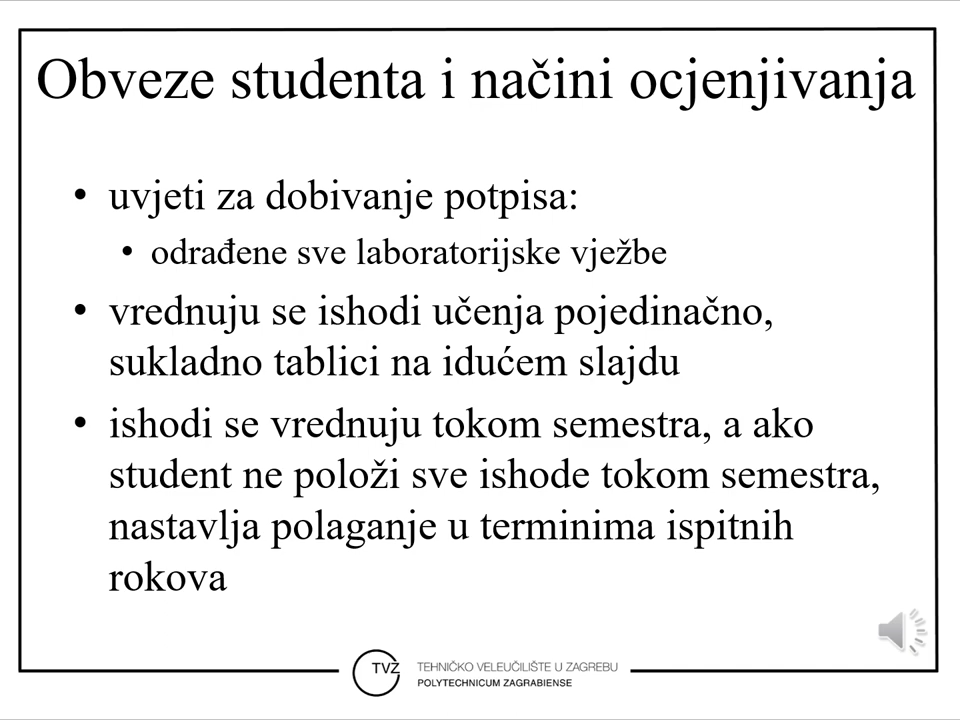 Obveze studenta i načini ocjenjivanja
• uvjeti za dobivanje potpisa:
• odrađene sve laboratorijske vježbe
• vrednuju se ishodi učenja pojedinačno,
sukladno tablici na idućem slajdu
• ishodi se vrednuju tokom semestra, a ako
student ne položi sve ishode tokom semestra,
nastavlja polaganje u terminima ispitnih
rokova
TVZ
TEHNIČKO VELEUČILIŠTE U ZAGREBU
POLYTECHNICUM ZAGRABIENSE